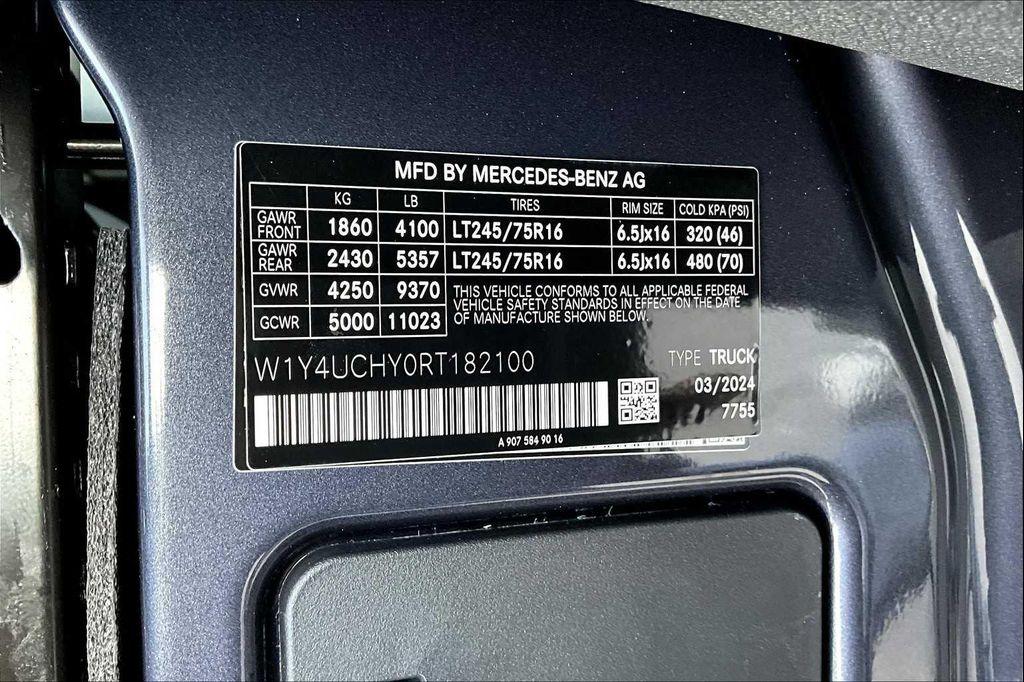 MFD BY MERCEDES-BENZ AG
KG LB TIRES RIM SIZE COLD KPA (PSI)
GAWR FRONT 1860 4100 LT245/75R16 6.5Jx16 320 (46)
GAWR REAR 2430 5357 LT245/75R16 6.5Jx16 480 (70)
GVWR 4250 9370
GCWR 5000 11023
THIS VEHICLE CONFORMS TO ALL APPLICABLE FEDERAL
VEHICLE SAFETY STANDARDS IN EFFECT ON THE DATE
OF MANUFACTURE SHOWN BELOW.
W1Y4UCHY0RT182100
TYPE TRUCK
03/2024
7755
A 907 584 90 16